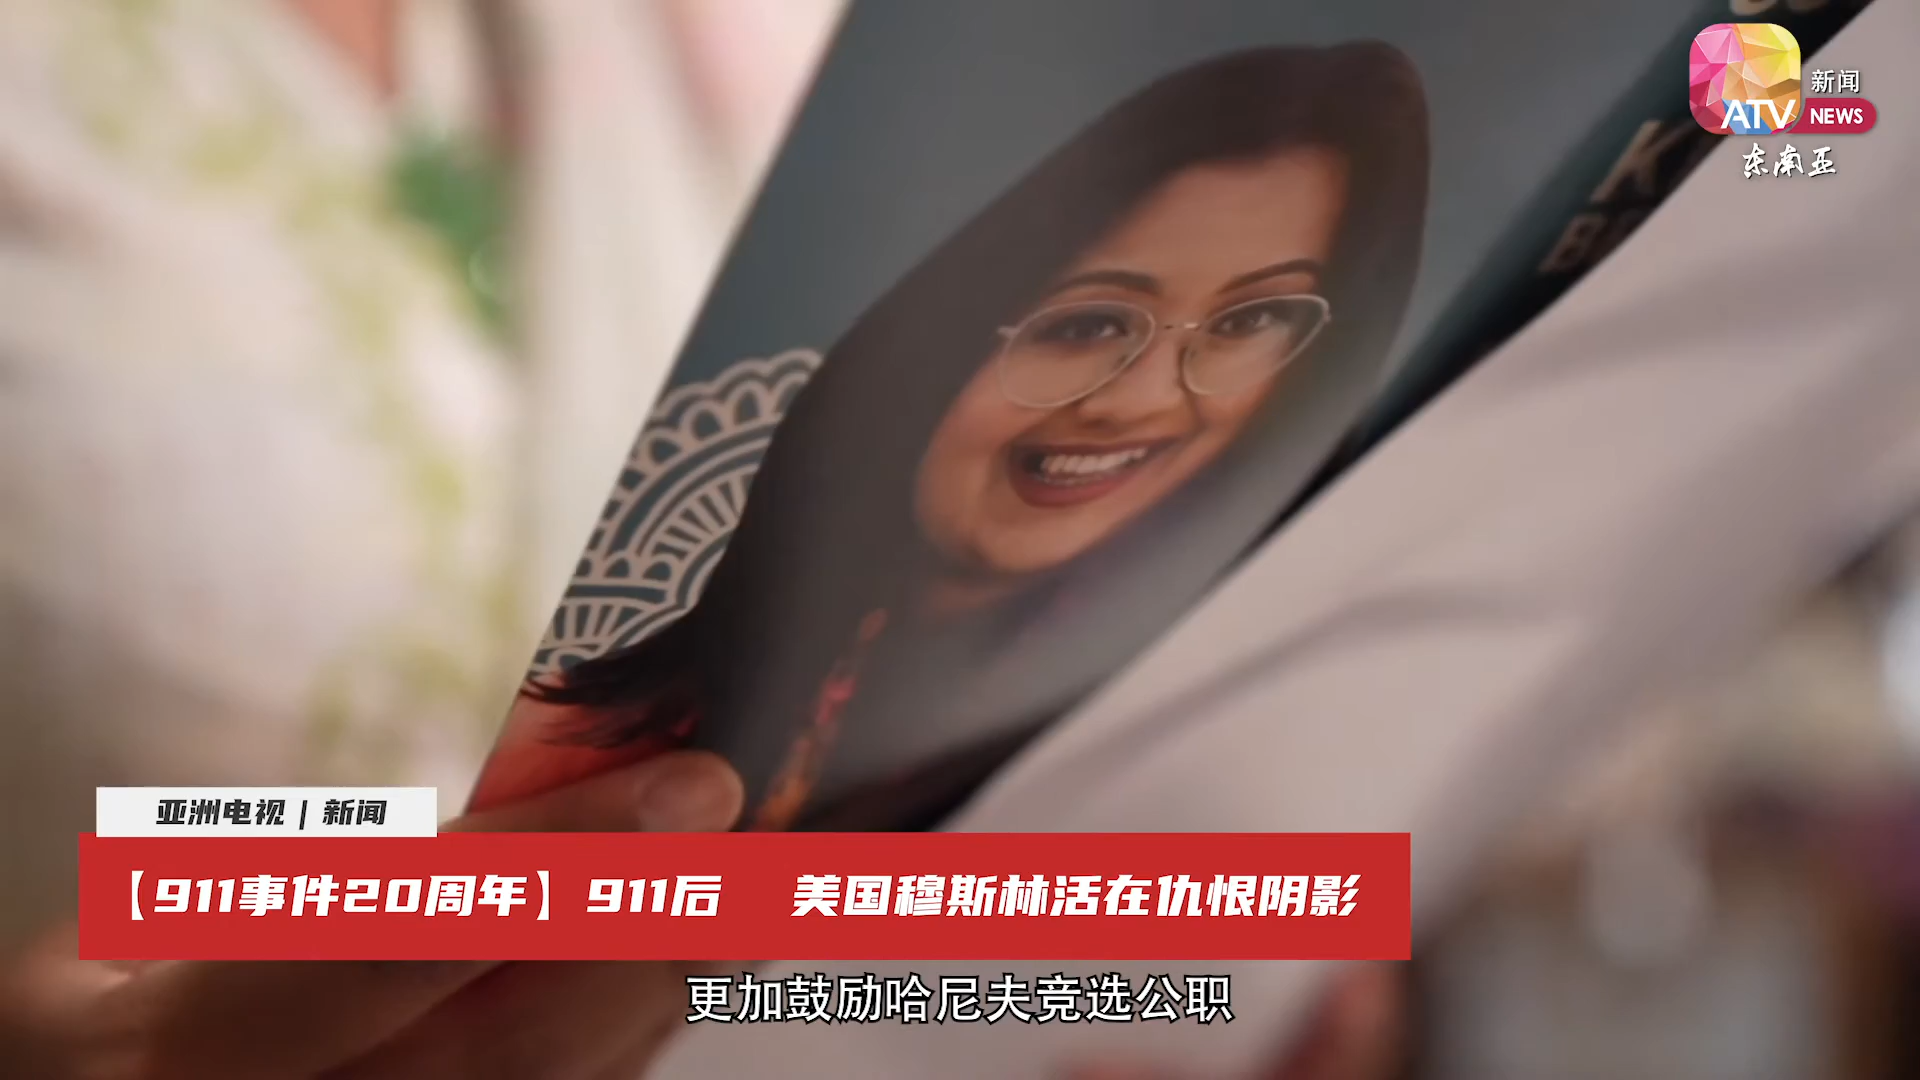 新闻
ATV NEWS
东南亚
K
亚洲电视 | 新闻
【911事件20周年】911后 美国穆斯林活在仇恨阴影
更加鼓励哈尼夫竞选公职